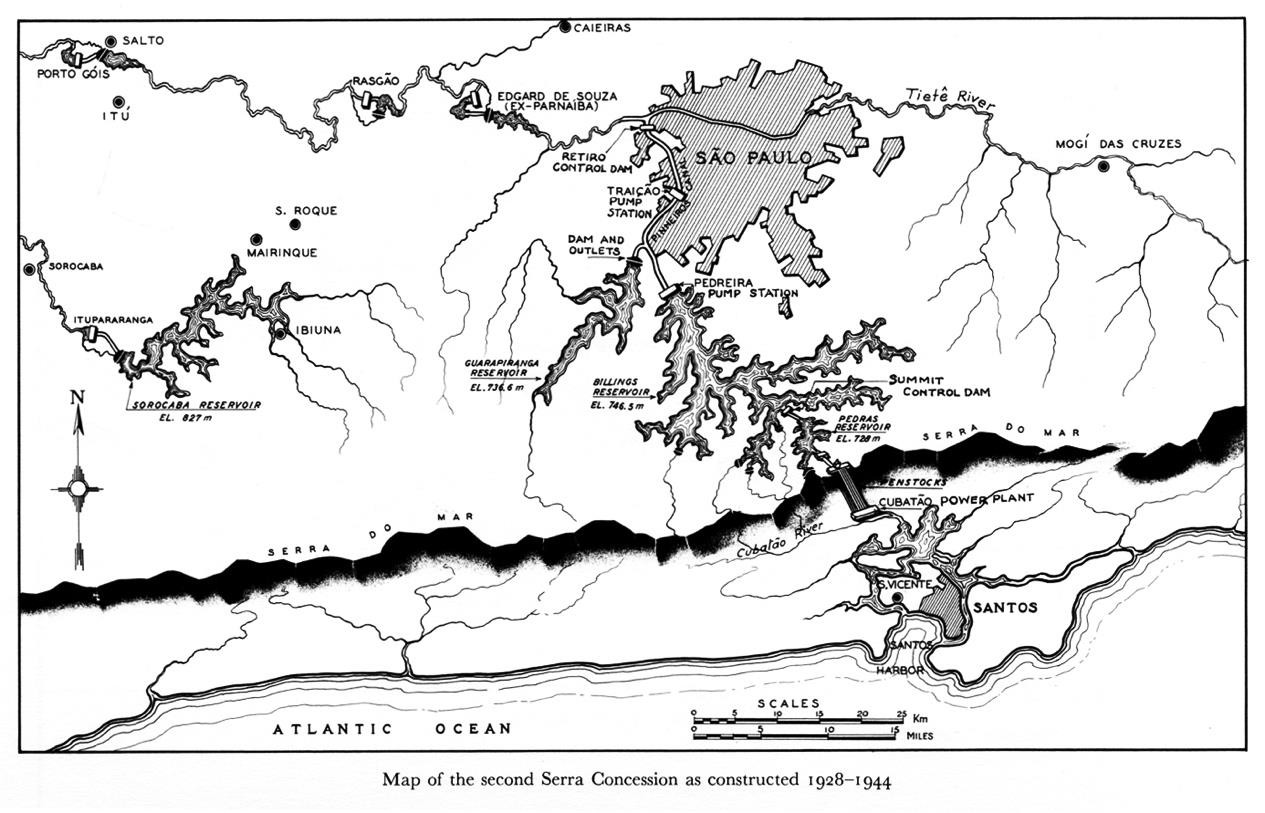 CAIEIRAS
SALTO
PORTO GÓIS
ITÚ
RASGÃO
EDGARD DE SOUZA
(EX-PARNAIBA)
Tietê River
RETIRO
CONTROL DAM
SÃO PAULO
MOGÍ DAS CRUZES
TRAIÇÃO
PUMP
STATION
PINHEIROS CANAL
S. ROQUE
MAIRINQUE
DAM AND
OUTLETS
SOROCABA
PEDREIRA
PUMP STATION
ITUPARARANGA
IBIUNA
GUARAPIRANGA
RESERVOIR
EL. 736.6 m
BILLINGS
RESERVOIR
EL. 746.5 m
SUMMIT
CONTROL DAM
SOROCABA RESERVOIR
EL. 827 m
PEDRAS
RESERVOIR
EL. 728 m
N
SERRA DO MAR
PENSTOCKS
CUBATÃO POWER PLANT
SERRA DO MAR
Cubatão River
S. VICENTE
SANTOS
SANTOS
HARBOR
ATLANTIC OCEAN
SCALES
0 5 10 15 20 25 Km
0 5 10 15 MILES
Map of the second Serra Concession as constructed 1928–1944